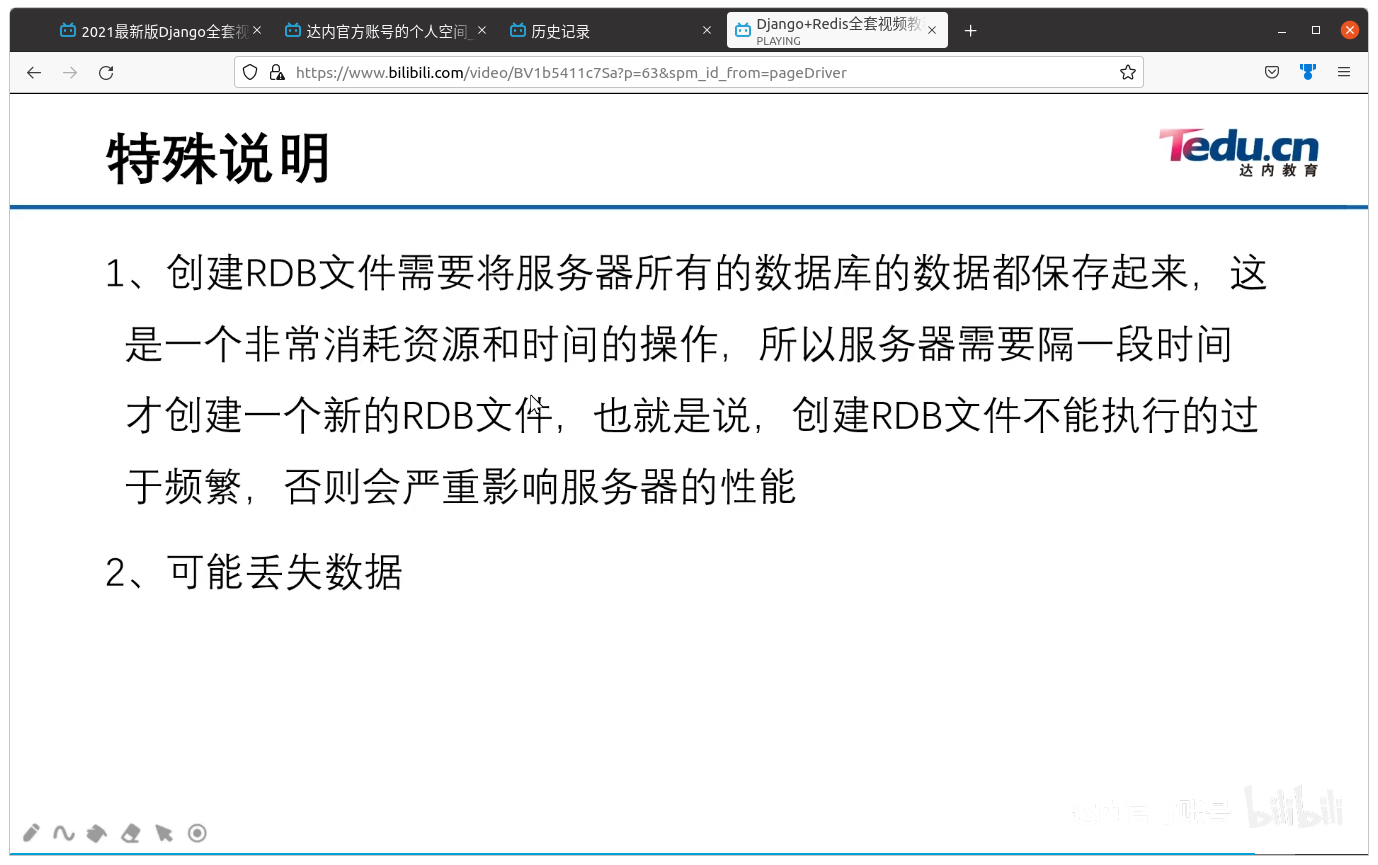 2021最新版Django全套视
达内官方账号的个人空间_
历史记录
Django+Redis全套视频教
PLAYING
https://www.bilibili.com/video/BV1b5411c7Sa?p=63&spm_id_from=pageDriver
特殊说明
Tedu.cn
达内教育
1、创建RDB文件需要将服务器所有的数据库的数据都保存起来，这
是一个非常消耗资源和时间的操作，所以服务器需要隔一段时间
才创建一个新的RDB文件，也就是说，创建RDB文件不能执行的过
于频繁，否则会严重影响服务器的性能
2、可能丢失数据
bilibili